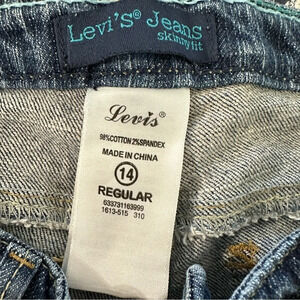 Levi's® Jeans
skinny fit
Levi's
98%COTTON 2%SPANDEX
MADE IN CHINA
14
REGULAR
633731163999
1613-515 310